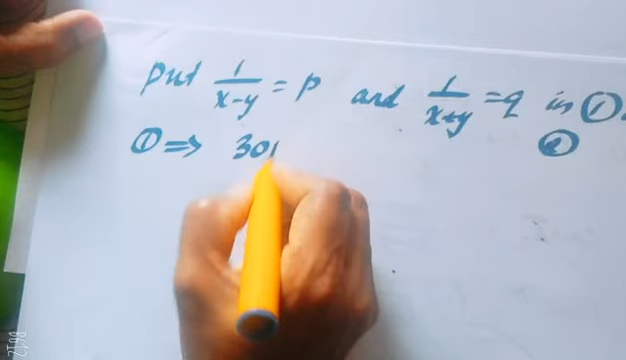 Put 1/(x-y) = p and 1/(x+y) = q in ①,
② 
① ⇒ 30